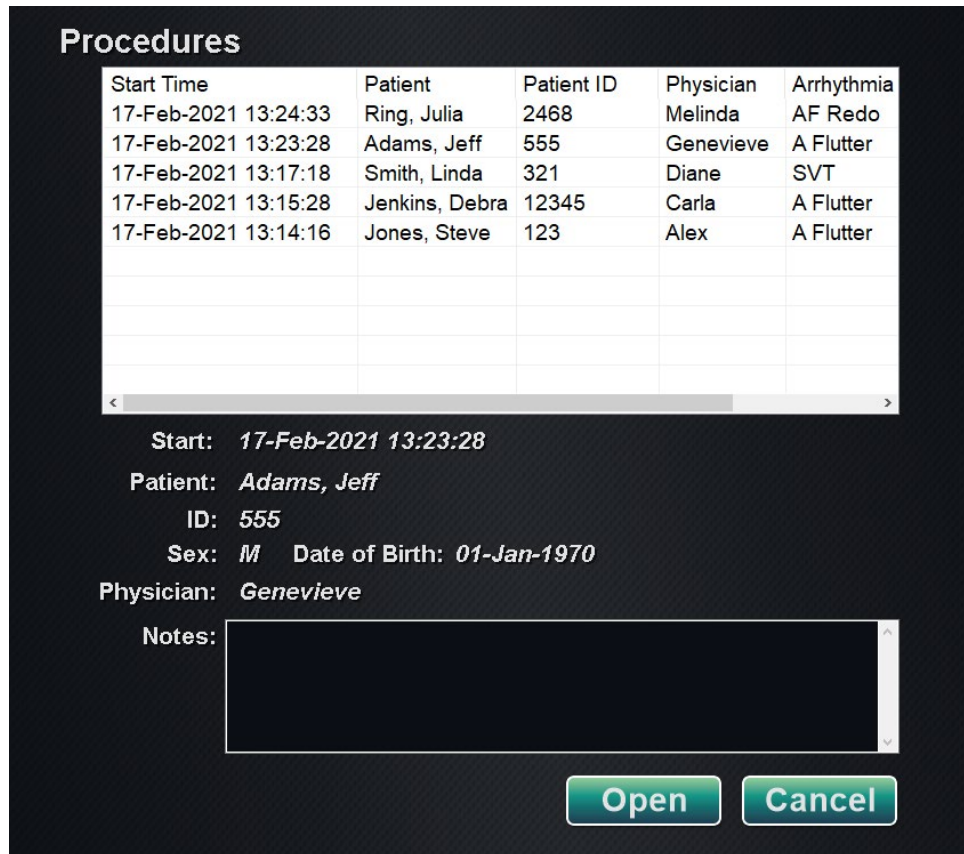 Procedures
Start Time Patient Patient ID Physician Arrhythmia
17-Feb-2021 13:24:33 Ring, Julia 2468 Melinda AF Redo
17-Feb-2021 13:23:28 Adams, Jeff 555 Genevieve A Flutter
17-Feb-2021 13:17:18 Smith, Linda 321 Diane SVT
17-Feb-2021 13:15:28 Jenkins, Debra 12345 Carla A Flutter
17-Feb-2021 13:14:16 Jones, Steve 123 Alex A Flutter
Start: 17-Feb-2021 13:23:28
Patient: Adams, Jeff
ID: 555
Sex: M Date of Birth: 01-Jan-1970
Physician: Genevieve
Notes:
Open Cancel